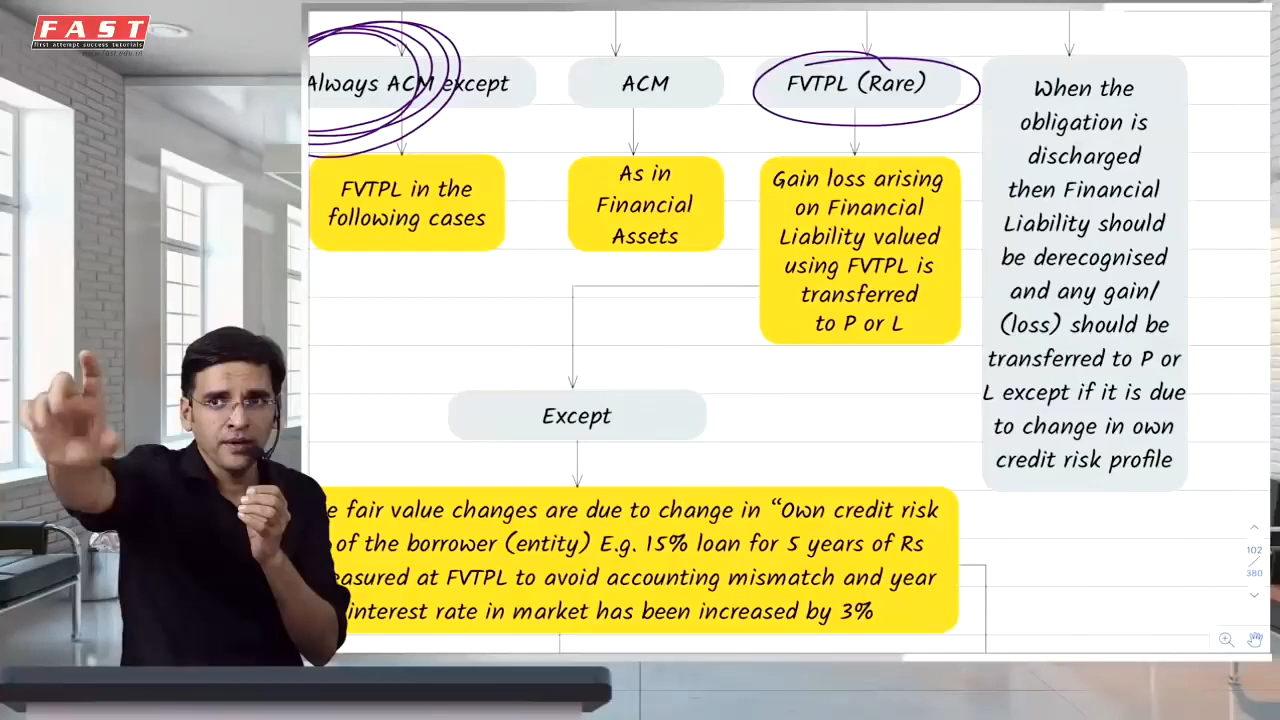 FAST
first attempt success tutorials
www.fast.edu.in
Always ACM except
ACM
FVTPL (Rare)
FVTPL in the
following cases
As in
Financial
Assets
Gain loss arising
on Financial
Liability valued
using FVTPL is
transferred
to P or L
When the
obligation is
discharged
then Financial
Liability should
be derecognised
and any gain/
(loss) should be
transferred to P or
L except if it is due
to change in own
credit risk profile
Except
fair value changes are due to change in “Own credit risk
of the borrower (entity) E.g. 15% loan for 5 years of Rs
at FVTPL to avoid accounting mismatch and year
interest rate in market has been increased by 3%
102
380